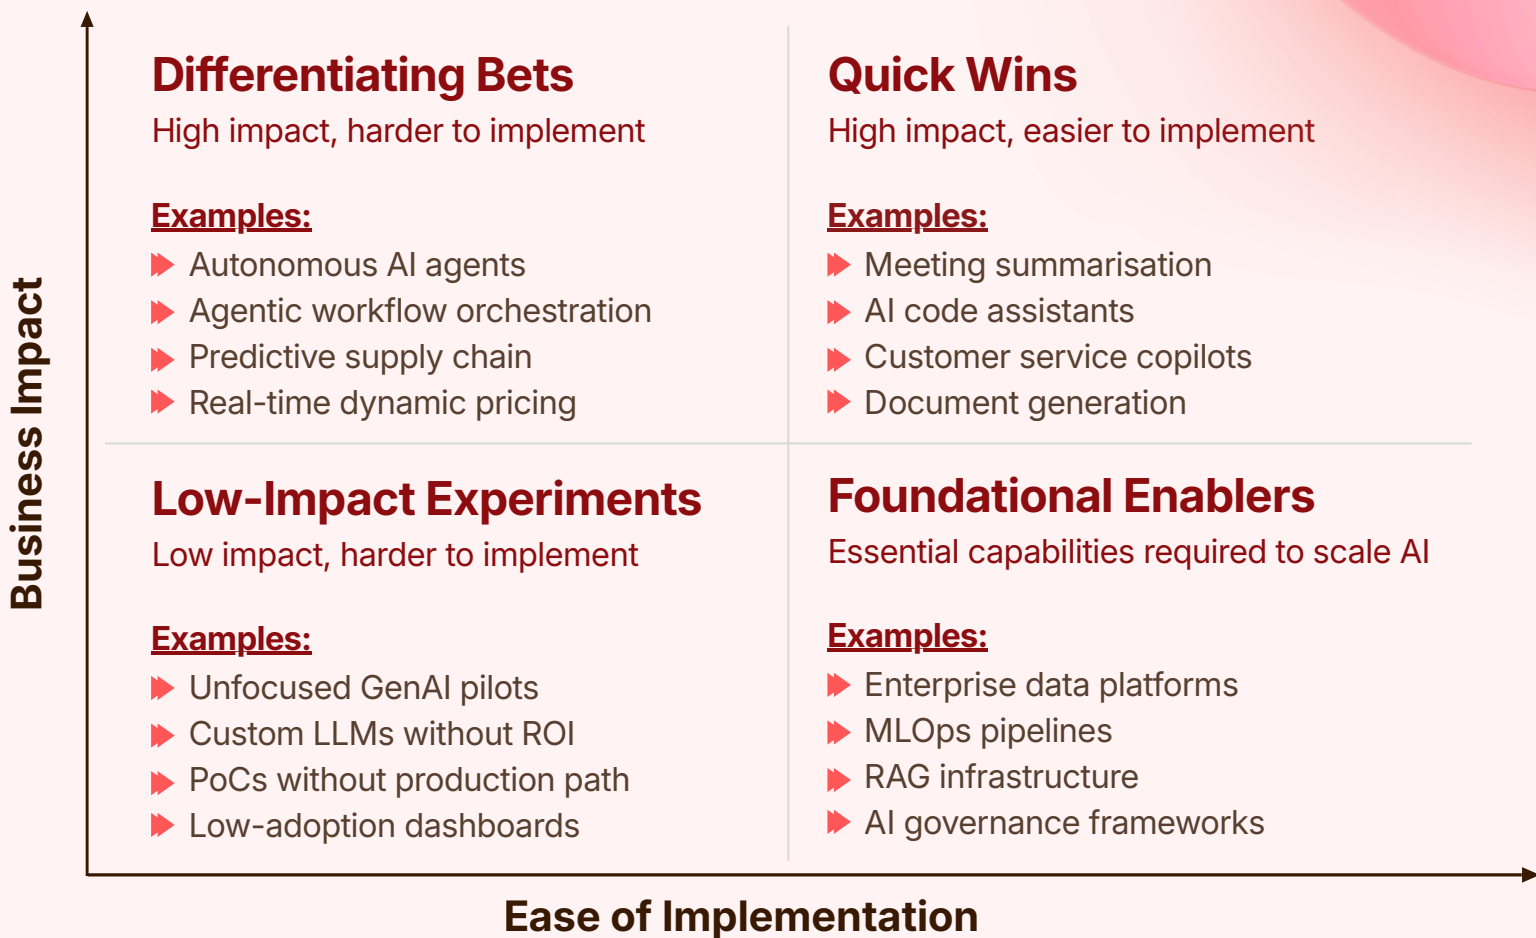 Business Impact
Differentiating Bets
High impact, harder to implement
Examples:
Autonomous AI agents
Agentic workflow orchestration
Predictive supply chain
Real-time dynamic pricing
Quick Wins
High impact, easier to implement
Examples:
Meeting summarisation
AI code assistants
Customer service copilots
Document generation
Low-Impact Experiments
Low impact, harder to implement
Examples:
Unfocused GenAI pilots
Custom LLMs without ROI
PoCs without production path
Low-adoption dashboards
Foundational Enablers
Essential capabilities required to scale AI
Examples:
Enterprise data platforms
MLOps pipelines
RAG infrastructure
AI governance frameworks
Ease of Implementation